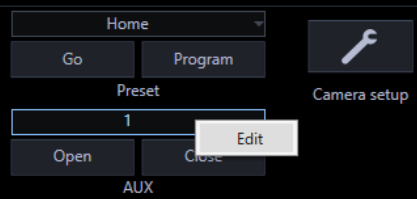 Home
Go Program
Preset
Camera setup
1
Edit
Open Close
AUX